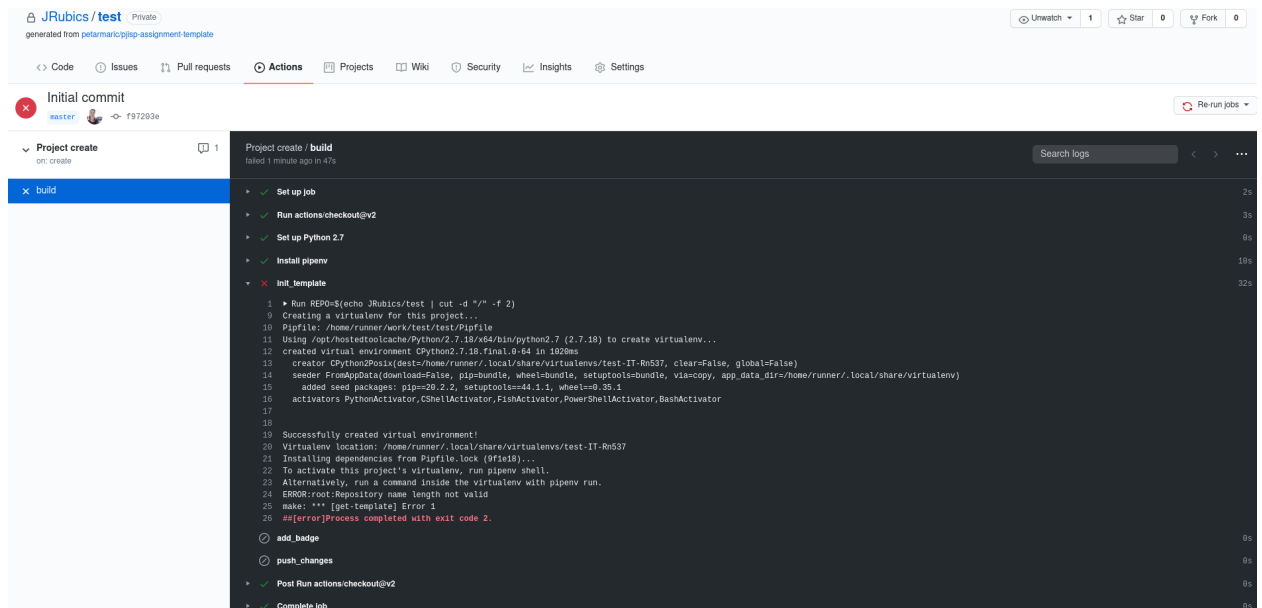 JRubics / test Private
Unwatch 1 Star 0 Fork 0
generated from petarmaric/pjisp-assignment-template
<> Code Issues Pull requests Actions Projects Wiki Security Insights Settings
Initial commit
master f97203e
Re-run jobs
Project create 1
on: create
build
Project create / build
failed 1 minute ago in 47s
Search logs
Set up job 2s
Run actions/checkout@v2 3s
Set up Python 2.7 0s
Install pipenv 10s
init_template 32s
1 Run REPO=$(echo JRubics/test | cut -d "/" -f 2)
9 Creating a virtualenv for this project...
10 Pipfile: /home/runner/work/test/test/Pipfile
11 Using /opt/hostedtoolcache/Python/2.7.18/x64/bin/python2.7 (2.7.18) to create virtualenv...
12 created virtual environment CPython2.7.18.final.0-64 in 1020ms
13 creator CPython2Posix(dest=/home/runner/.local/share/virtualenvs/test-IT-Rn537, clear=False, global=False)
14 seeder FromAppData(download=False, pip=bundle, wheel=bundle, setuptools=bundle, via=copy, app_data_dir=/home/runner/.local/share/virtualenv)
15 added seed packages: pip==20.2.2, setuptools==44.1.1, wheel==0.35.1
16 activators PythonActivator,CShellActivator,FishActivator,PowerShellActivator,BashActivator
17
18
19 Successfully created virtual environment!
20 Virtualenv location: /home/runner/.local/share/virtualenvs/test-IT-Rn537
21 Installing dependencies from Pipfile.lock (9f1e18)...
22 To activate this project's virtualenv, run pipenv shell.
23 Alternatively, run a command inside the virtualenv with pipenv run.
24 ERROR:root:Repository name length not valid
25 make: *** [get-template] Error 1
26 ##[error]Process completed with exit code 2.
add_badge 0s
push_changes 0s
Post Run actions/checkout@v2 0s
Complete job 0s